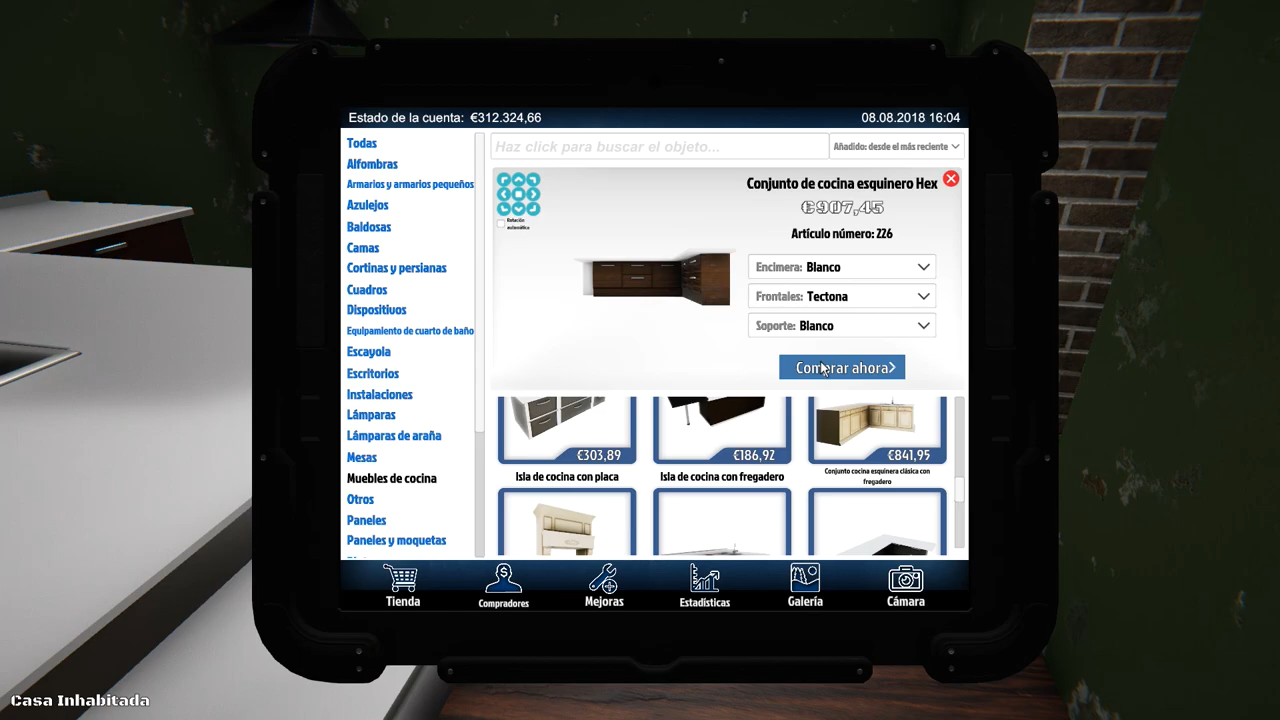 Estado de la cuenta: €312.324,66
08.08.2018 16:04
Todas
Alfombras
Armarios y armarios pequeños
Azulejos
Baldosas
Camas
Cortinas y persianas
Cuadros
Dispositivos
Equipamiento de cuarto de baño
Escayola
Escritorios
Instalaciones
Lámparas
Lámparas de araña
Mesas
Muebles de cocina
Otros
Paneles
Paneles y moquetas
Haz click para buscar el objeto...
Añadido: desde el más reciente
Rotación
automática
Conjunto de cocina esquinero Hex
€907,45
Artículo número: 226
Encimera: Blanco
Frontales: Tectona
Soporte: Blanco
Comprar ahora
€303,89
€186,92
€841,95
Isla de cocina con placa
Isla de cocina con fregadero
Conjunto cocina esquinera clásica con
fregadero
Tienda
Compradores
Mejoras
Estadísticas
Galería
Cámara
Casa Inhabitada